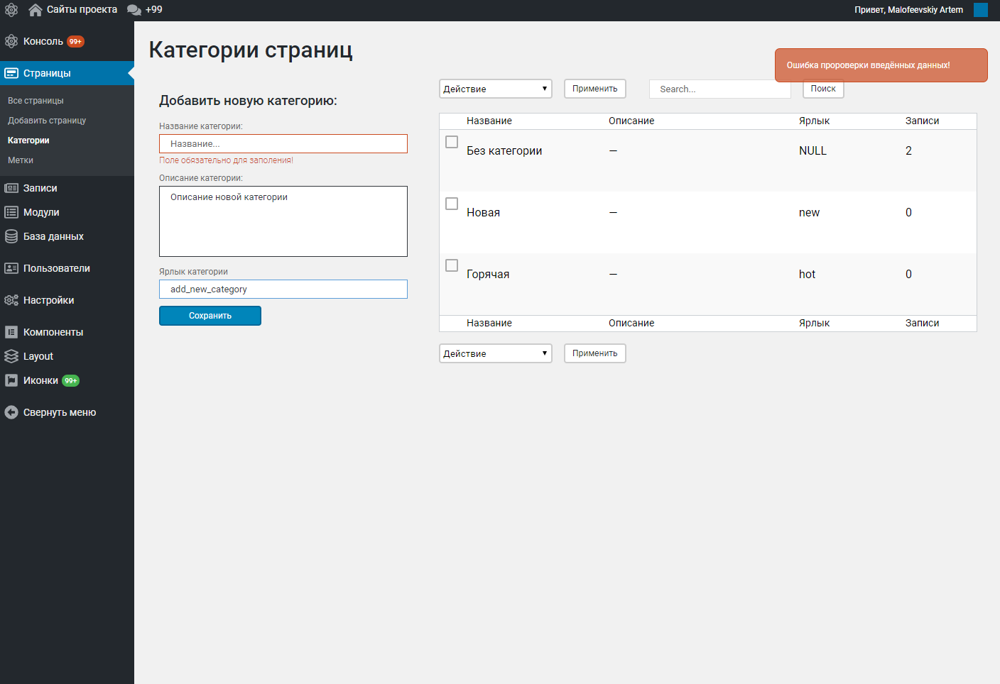 Сайты проекта +99 Привет, Malofeevskiy Artem
Консоль 99+
Страницы
Все страницы
Добавить страницу
Категории
Метки
Записи
Модули
База данных
Пользователи
Настройки
Компоненты
Layout
Иконки 99+
Свернуть меню
Категории страниц
Ошибка пророверки введённых данных!
Добавить новую категорию:
Название категории:
Название...
Поле обязательно для заполения!
Описание категории:
Описание новой категории
Ярлык категории
add_new_category
Сохранить
Действие Применить Search... Поиск
Название Описание Ярлык Записи
Без категории — NULL 2
Новая — new 0
Горячая — hot 0
Название Описание Ярлык Записи
Действие Применить